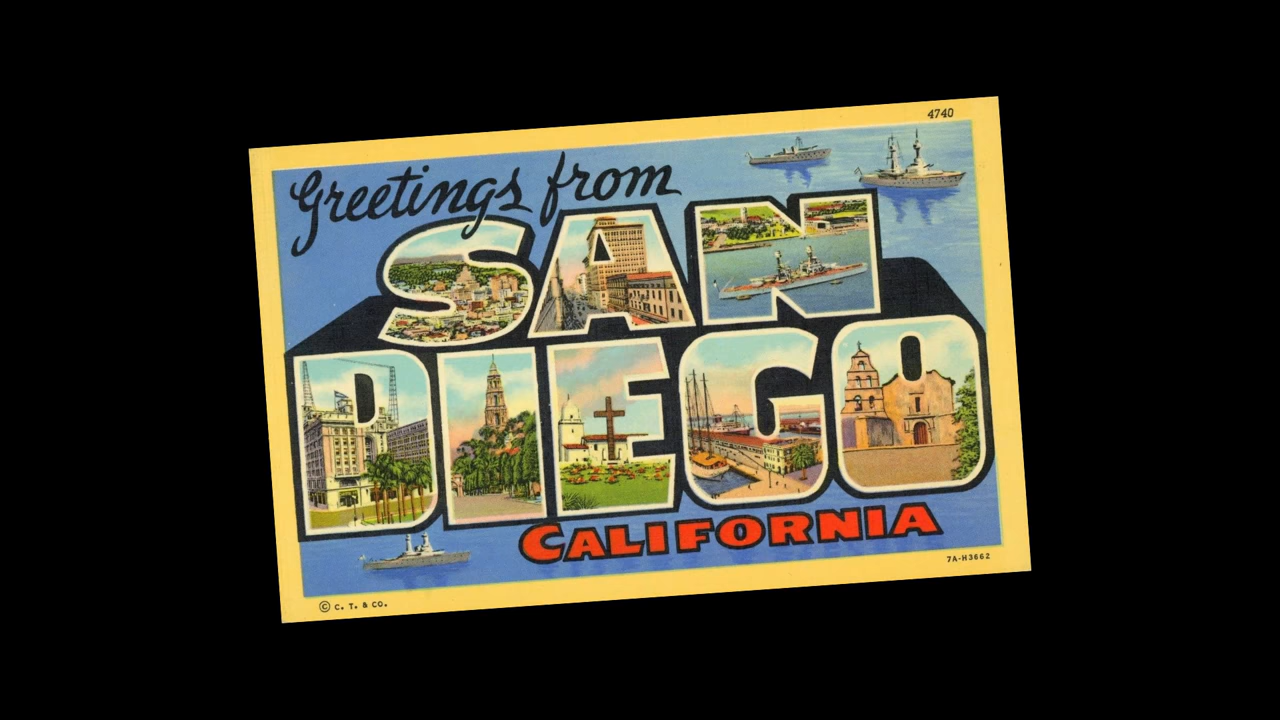 4740
Greetings from
SAN
DIEGO
CALIFORNIA
7A-H3662
© C. T. & CO.